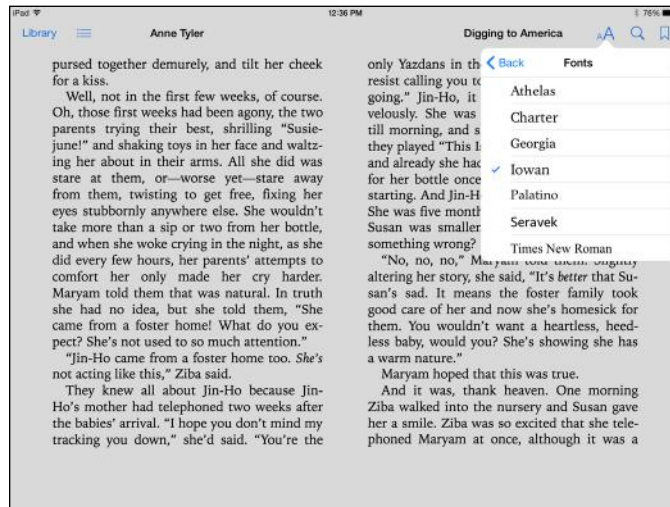 iPad 12:36 PM 76%
Library Anne Tyler Digging to America AA
pursed together demurely, and tilt her cheek
for a kiss.
Well, not in the first few weeks, of course.
Oh, those first weeks had been agony, the two
parents trying their best, shrilling “Susie-
june!” and shaking toys in her face and waltz-
ing her about in their arms. All she did was
stare at them, or—worse yet—stare away
from them, twisting to get free, fixing her
eyes stubbornly anywhere else. She wouldn’t
take more than a sip or two from her bottle,
and when she woke crying in the night, as she
did every few hours, her parents’ attempts to
comfort her only made her cry harder.
Maryam told them that was natural. In truth
she had no idea, but she told them, “She
came from a foster home! What do you ex-
pect? She’s not used to so much attention.”
“Jin-Ho came from a foster home too. She’s
not acting like this,” Ziba said.
They knew all about Jin-Ho because Jin-
Ho’s mother had telephoned two weeks after
the babies’ arrival. “I hope you don’t mind my
tracking you down,” she’d said. “You’re the
only Yazdans in th
resist calling you to
going.” Jin-Ho, it
velously. She was
till morning, and s
they played “This I
and already she had
for her bottle once
starting. And Jin-H
She was five month
Susan was smaller
something wrong?
“No, no, no,” Maryam told them. Slightly
altering her story, she said, “It’s better that Su-
san’s sad. It means the foster family took
good care of her and now she’s homesick for
them. You wouldn’t want a heartless, heed-
less baby, would you? She’s showing she has
a warm nature.”
Maryam hoped that this was true.
And it was, thank heaven. One morning
Ziba walked into the nursery and Susan gave
her a smile. Ziba was so excited that she tele-
phoned Maryam at once, although it was a
Back Fonts
Athelas
Charter
Georgia
Iowan
Palatino
Seravek
Times New Roman